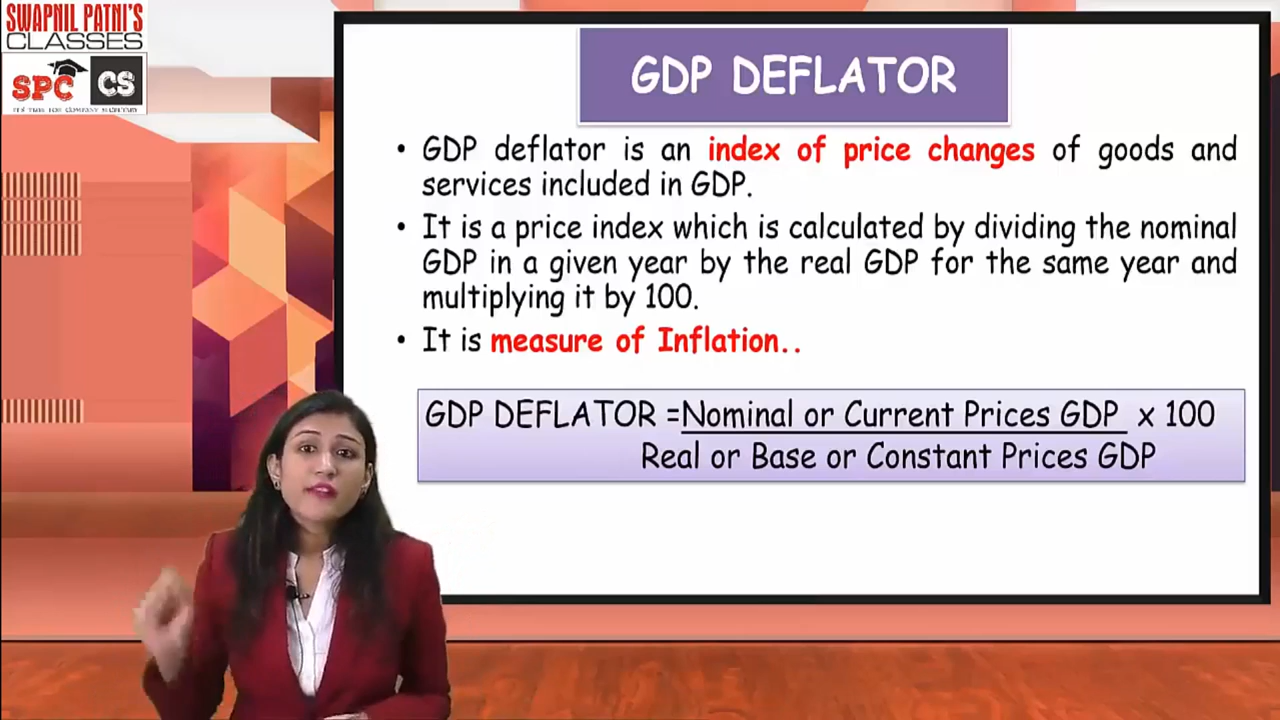 SWAPNIL PATNI'S
CLASSES
SPC CS
GDP DEFLATOR
• GDP deflator is an index of price changes of goods and
services included in GDP.
• It is a price index which is calculated by dividing the nominal
GDP in a given year by the real GDP for the same year and
multiplying it by 100.
• It is measure of Inflation..
GDP DEFLATOR =Nominal or Current Prices GDP x 100
Real or Base or Constant Prices GDP